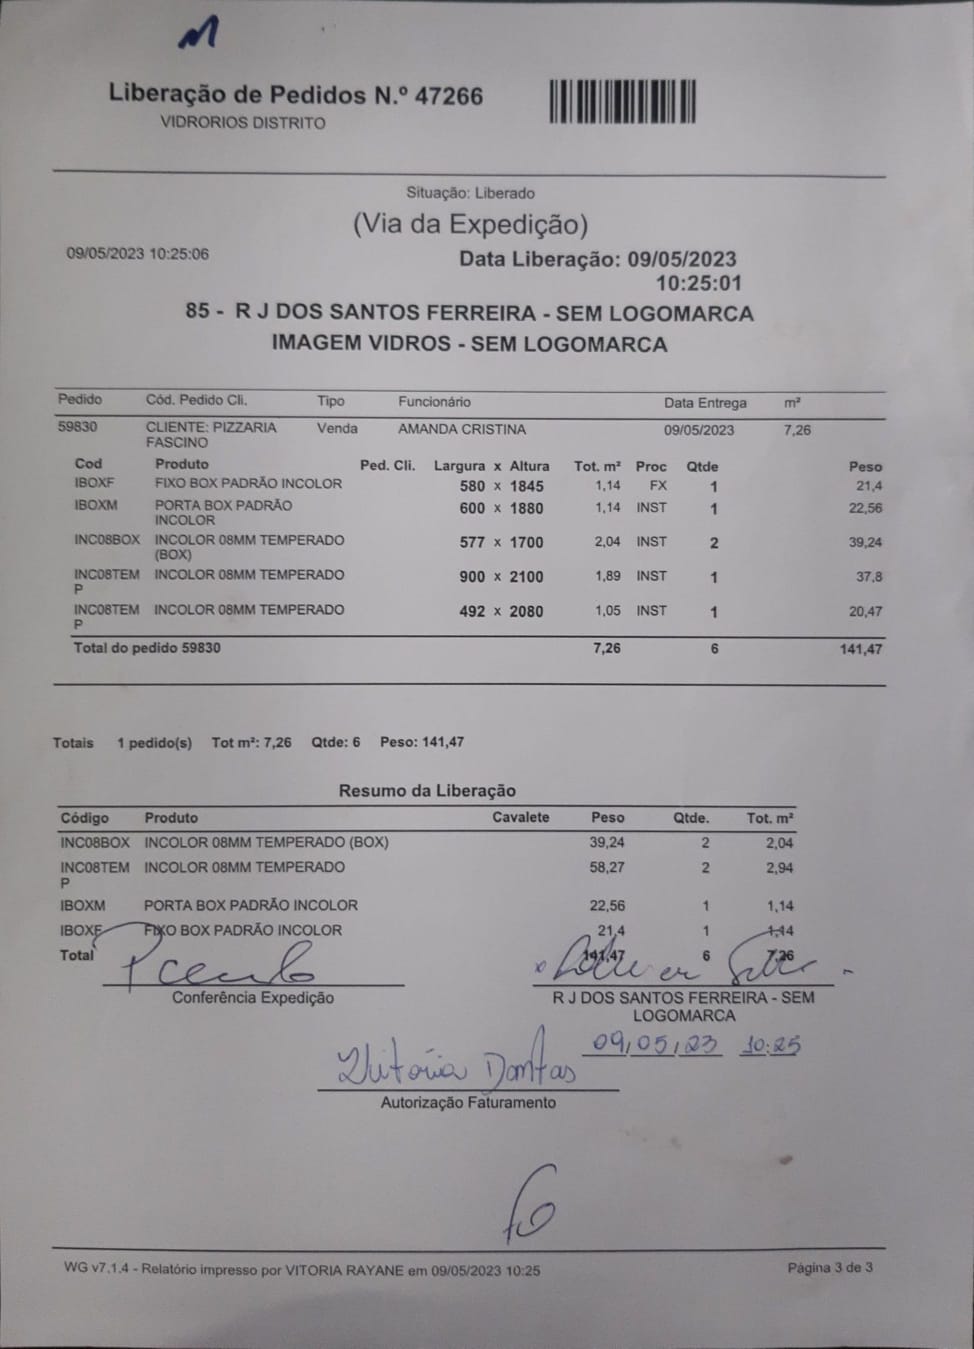 M
Liberação de Pedidos N.º 47266
VIDRORIOS DISTRITO
Situação: Liberado
(Via da Expedição)
09/05/2023 10:25:06
Data Liberação: 09/05/2023
10:25:01
85 - R J DOS SANTOS FERREIRA - SEM LOGOMARCA
IMAGEM VIDROS - SEM LOGOMARCA
Pedido Cód. Pedido Cli. Tipo Funcionário Data Entrega m²
59830 CLIENTE: PIZZARIA Venda AMANDA CRISTINA 09/05/2023 7,26
FASCINO
Cod Produto Ped. Cli. Largura x Altura Tot. m² Proc Qtde Peso
IBOXF FIXO BOX PADRÃO INCOLOR 580 x 1845 1,14 FX 1 21,4
IBOXM PORTA BOX PADRÃO 600 x 1880 1,14 INST 1 22,56
INCOLOR
INC08BOX INCOLOR 08MM TEMPERADO 577 x 1700 2,04 INST 2 39,24
(BOX)
INC08TEM INCOLOR 08MM TEMPERADO 900 x 2100 1,89 INST 1 37,8
P
INC08TEM INCOLOR 08MM TEMPERADO 492 x 2080 1,05 INST 1 20,47
P
Total do pedido 59830 7,26 6 141,47
Totais 1 pedido(s) Tot m²: 7,26 Qtde: 6 Peso: 141,47
Resumo da Liberação
Código Produto Cavalete Peso Qtde. Tot. m²
INC08BOX INCOLOR 08MM TEMPERADO (BOX) 39,24 2 2,04
INC08TEM INCOLOR 08MM TEMPERADO 58,27 2 2,94
P
IBOXM PORTA BOX PADRÃO INCOLOR 22,56 1 1,14
IBOXF FIXO BOX PADRÃO INCOLOR 21,4 1 1,14
Total 141,47 6 7,26
Conferência Expedição
R J DOS SANTOS FERREIRA - SEM
LOGOMARCA
09/05/23 10:25
Vitória Dantas
Autorização Faturamento
WG v7.1.4 - Relatório impresso por VITORIA RAYANE em 09/05/2023 10:25
Página 3 de 3